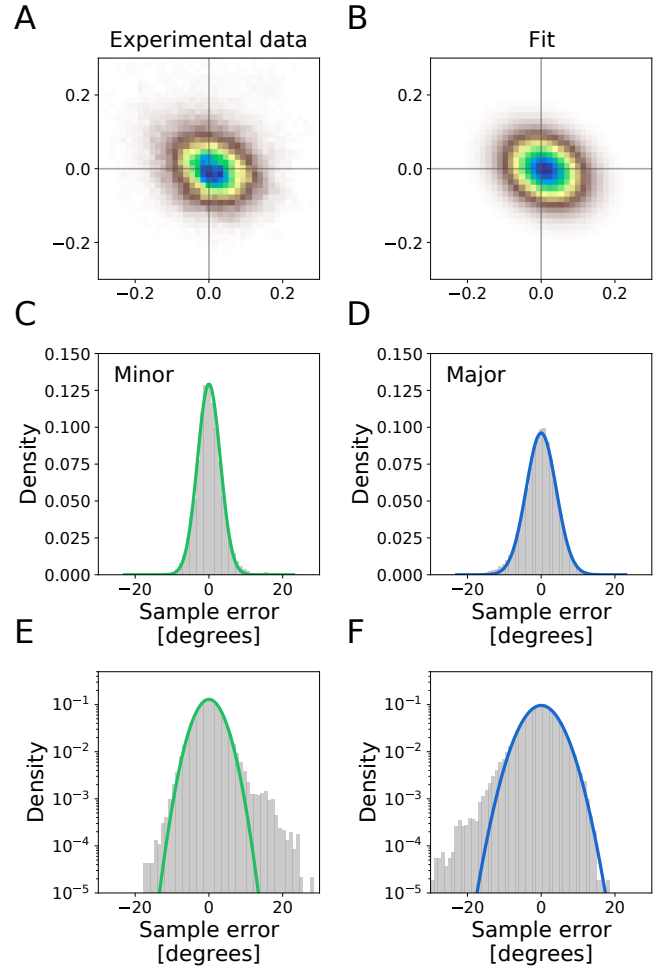 A
B
Experimental data
Fit
0.2
0.0
−0.2
−0.2
0.0
0.2
0.2
0.0
−0.2
−0.2
0.0
0.2
C
D
0.150
0.125
0.100
0.075
0.050
0.025
0.000
Density
Minor
−20
0
20
Sample error
[degrees]
0.150
0.125
0.100
0.075
0.050
0.025
0.000
Density
Major
−20
0
20
Sample error
[degrees]
E
F
10⁻¹
10⁻²
10⁻³
10⁻⁴
10⁻⁵
Density
−20
0
20
Sample error
[degrees]
10⁻¹
10⁻²
10⁻³
10⁻⁴
10⁻⁵
Density
−20
0
20
Sample error
[degrees]